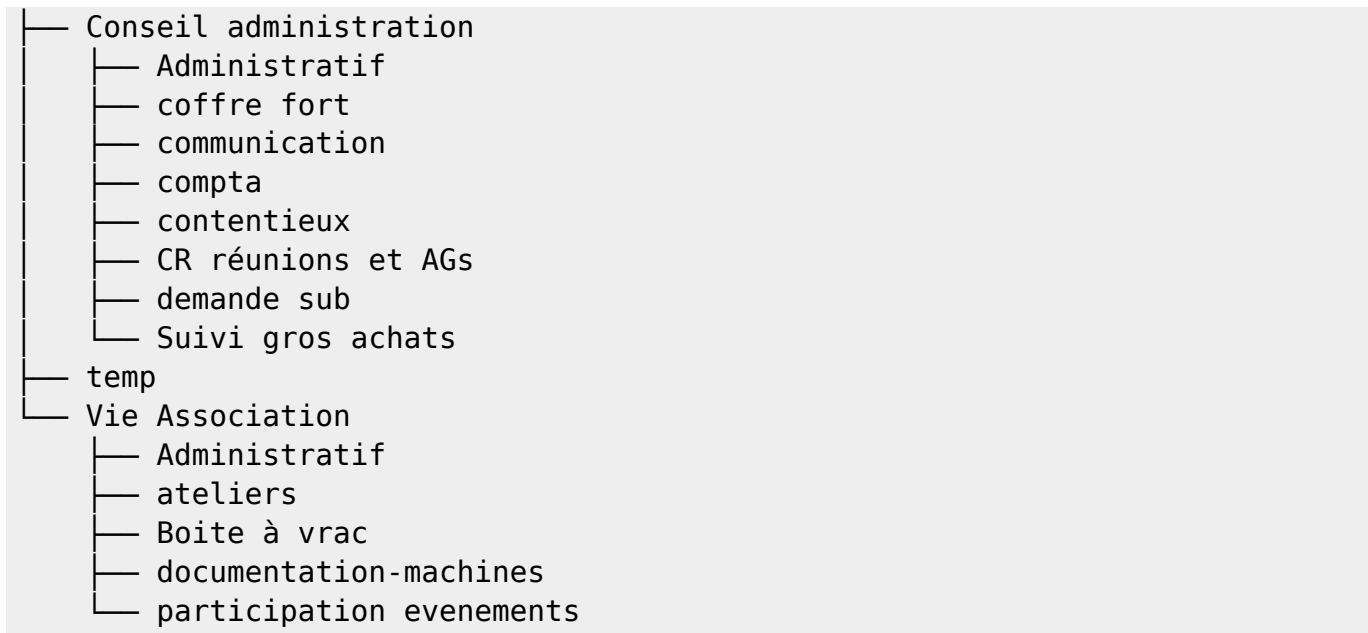 ├── Conseil administration
│   ├── Administratif
│   ├── coffre fort
│   ├── communication
│   ├── compta
│   ├── contentieux
│   ├── CR réunions et AGs
│   ├── demande sub
│   └── Suivi gros achats
├── temp
└── Vie Association
    ├── Administratif
    ├── ateliers
    ├── Boite à vrac
    ├── documentation-machines
    └── participation evenements